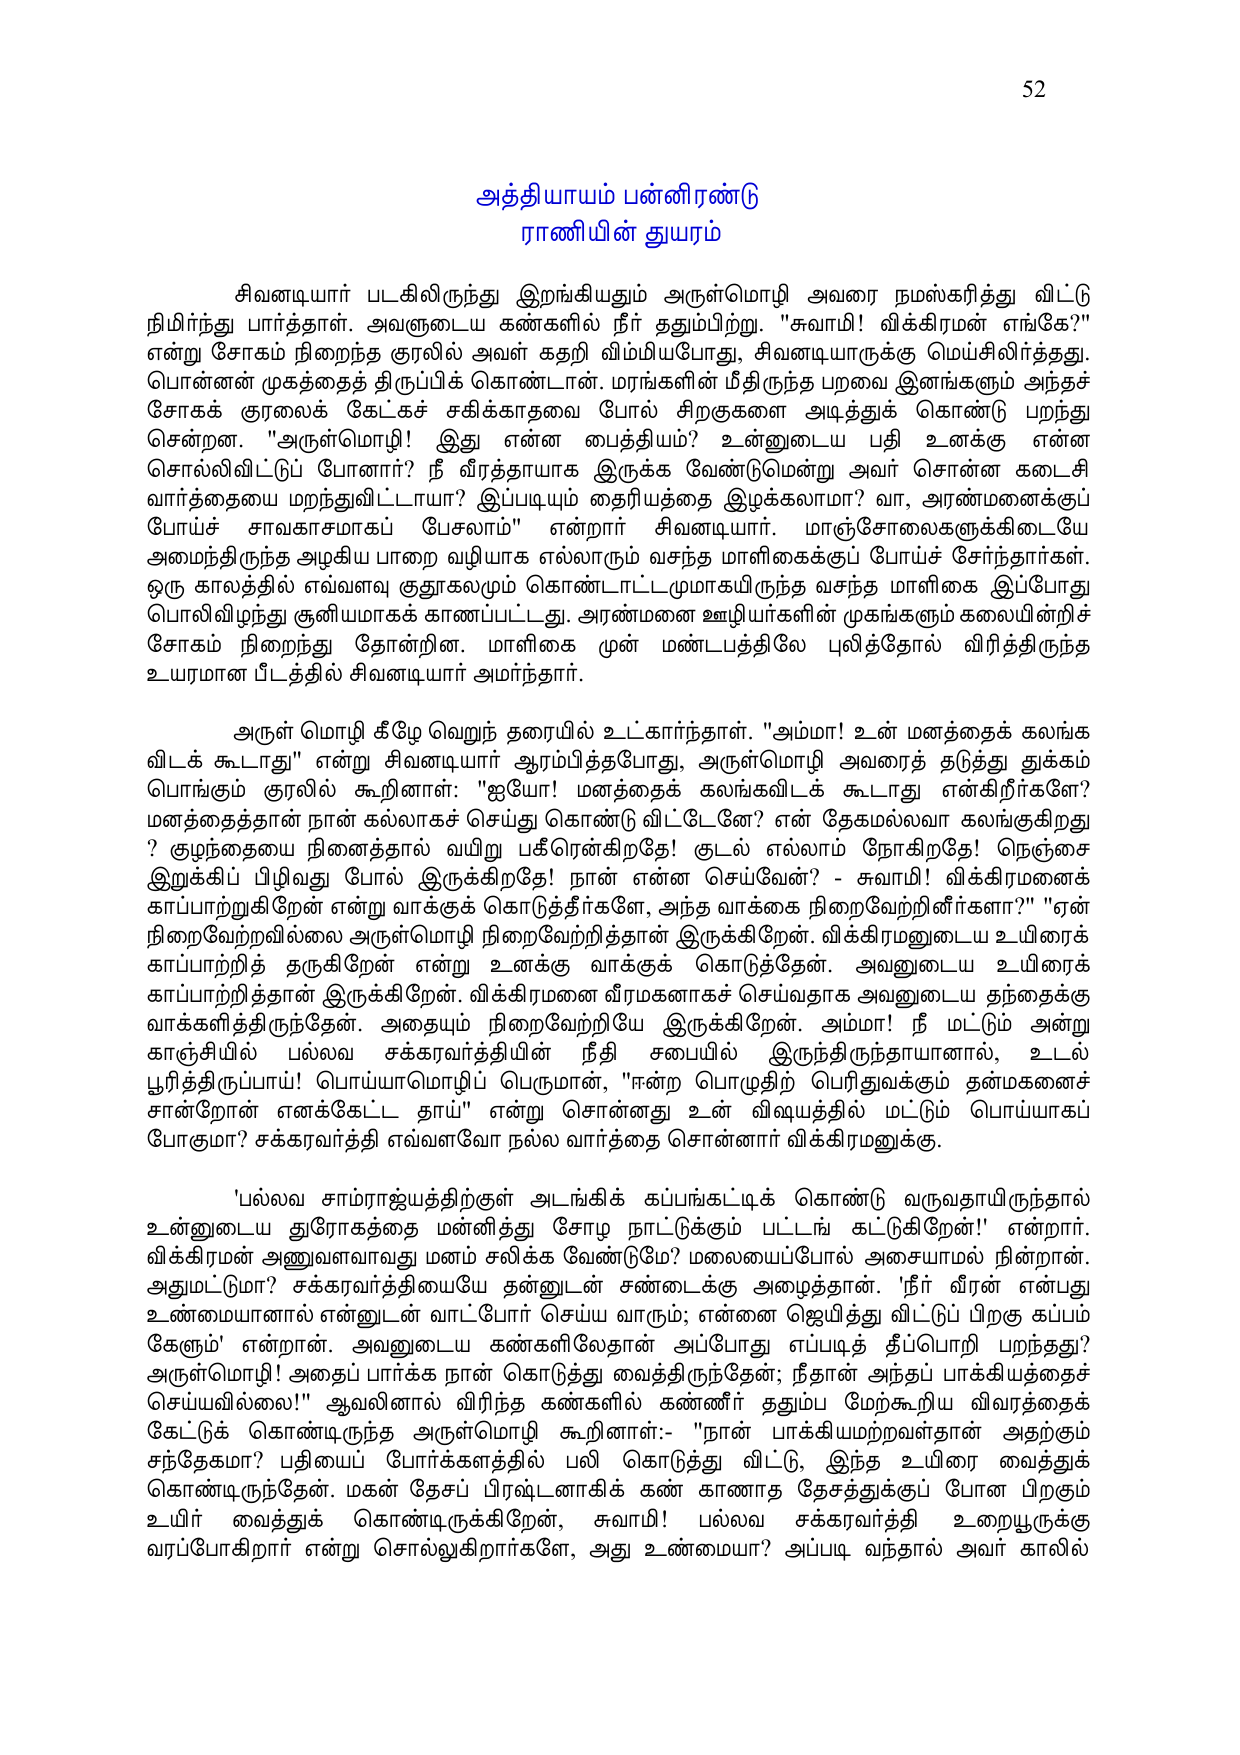 52
அத்தியாயம் பன்னிரண்டு
ராணியின் துயரம்
சிவனடியார் படகிலிருந்து இறங்கியதும் அருள்மொழி அவரை நமஸ்கரித்து விட்டு
நிமிர்ந்து பார்த்தாள். அவளுடைய கண்களில் நீர் ததும்பிற்று. "சுவாமி! விக்கிரமன் எங்கே?"
என்று சோகம் நிறைந்த குரலில் அவள் கதறி விம்மியபோது, சிவனடியாருக்கு மெய்சிலிர்த்தது.
பொன்னன் முகத்தைத் திருப்பிக் கொண்டான். மரங்களின் மீதிருந்த பறவை இனங்களும் அந்தச்
சோகக் குரலைக் கேட்கச் சகிக்காதவை போல் சிறகுகளை அடித்துக் கொண்டு பறந்து
சென்றன. "அருள்மொழி! இது என்ன பைத்தியம்? உன்னுடைய பதி உனக்கு என்ன
சொல்லிவிட்டுப் போனார்? நீ வீரத்தாயாக இருக்க வேண்டுமென்று அவர் சொன்ன கடைசி
வார்த்தையை மறந்துவிட்டாயா? இப்படியும் தைரியத்தை இழக்கலாமா? வா, அரண்மனைக்குப்
போய்ச் சாவகாசமாகப் பேசலாம்" என்றார் சிவனடியார். மாஞ்சோலைகளுக்கிடையே
அமைந்திருந்த அழகிய பாறை வழியாக எல்லாரும் வசந்த மாளிகைக்குப் போய்ச் சேர்ந்தார்கள்.
ஒரு காலத்தில் எவ்வளவு குதூகலமும் கொண்டாட்டமுமாகயிருந்த வசந்த மாளிகை இப்போது
பொலிவிழந்து சூனியமாகக் காணப்பட்டது. அரண்மனை ஊழியர்களின் முகங்களும் கலையின்றிச்
சோகம் நிறைந்து தோன்றின. மாளிகை முன் மண்டபத்திலே புலித்தோல் விரித்திருந்த
உயரமான பீடத்தில் சிவனடியார் அமர்ந்தார்.
அருள் மொழி கீழே வெறுந் தரையில் உட்கார்ந்தாள். "அம்மா! உன் மனத்தைக் கலங்க
விடக் கூடாது" என்று சிவனடியார் ஆரம்பித்தபோது, அருள்மொழி அவரைத் தடுத்து துக்கம்
பொங்கும் குரலில் கூறினாள்: "ஐயோ! மனத்தைக் கலங்கவிடக் கூடாது என்கிறீர்களே?
மனத்தைத்தான் நான் கல்லாகச் செய்து கொண்டு விட்டேனே? என் தேகமல்லவா கலங்குகிறது
? குழந்தையை நினைத்தால் வயிறு பகீரென்கிறதே! குடல் எல்லாம் நோகிறதே! நெஞ்சை
இறுக்கிப் பிழிவது போல் இருக்கிறதே! நான் என்ன செய்வேன்? - சுவாமி! விக்கிரமனைக்
காப்பாற்றுகிறேன் என்று வாக்குக் கொடுத்தீர்களே, அந்த வாக்கை நிறைவேற்றினீர்களா?" "ஏன்
நிறைவேற்றவில்லை அருள்மொழி நிறைவேற்றித்தான் இருக்கிறேன். விக்கிரமனுடைய உயிரைக்
காப்பாற்றித் தருகிறேன் என்று உனக்கு வாக்குக் கொடுத்தேன். அவனுடைய உயிரைக்
காப்பாற்றித்தான் இருக்கிறேன். விக்கிரமனை வீரமகனாகச் செய்வதாக அவனுடைய தந்தைக்கு
வாக்களித்திருந்தேன். அதையும் நிறைவேற்றியே இருக்கிறேன். அம்மா! நீ மட்டும் அன்று
காஞ்சியில் பல்லவ சக்கரவர்த்தியின் நீதி சபையில் இருந்திருந்தாயானால், உடல்
பூரித்திருப்பாய்! பொய்யாமொழிப் பெருமான், "ஈன்ற பொழுதிற் பெரிதுவக்கும் தன்மகனைச்
சான்றோன் எனக்கேட்ட தாய்" என்று சொன்னது உன் விஷயத்தில் மட்டும் பொய்யாகப்
போகுமா? சக்கரவர்த்தி எவ்வளவோ நல்ல வார்த்தை சொன்னார் விக்கிரமனுக்கு.
'பல்லவ சாம்ராஜ்யத்திற்குள் அடங்கிக் கப்பங்கட்டிக் கொண்டு வருவதாயிருந்தால்
உன்னுடைய துரோகத்தை மன்னித்து சோழ நாட்டுக்கும் பட்டங் கட்டுகிறேன்!' என்றார்.
விக்கிரமன் அணுவளவாவது மனம் சலிக்க வேண்டுமே? மலையைப்போல் அசையாமல் நின்றான்.
அதுமட்டுமா? சக்கரவர்த்தியையே தன்னுடன் சண்டைக்கு அழைத்தான். 'நீர் வீரன் என்பது
உண்மையானால் என்னுடன் வாட்போர் செய்ய வாரும்; என்னை ஜெயித்து விட்டுப் பிறகு கப்பம்
கேளும்' என்றான். அவனுடைய கண்களிலேதான் அப்போது எப்படித் தீப்பொறி பறந்தது?
அருள்மொழி! அதைப் பார்க்க நான் கொடுத்து வைத்திருந்தேன்; நீதான் அந்தப் பாக்கியத்தைச்
செய்யவில்லை!" ஆவலினால் விரிந்த கண்களில் கண்ணீர் ததும்ப மேற்கூறிய விவரத்தைக்
கேட்டுக் கொண்டிருந்த அருள்மொழி கூறினாள்:- "நான் பாக்கியமற்றவள்தான் அதற்கும்
சந்தேகமா? பதியைப் போர்க்களத்தில் பலி கொடுத்து விட்டு, இந்த உயிரை வைத்துக்
கொண்டிருந்தேன். மகன் தேசப் பிரஷ்டனாகிக் கண் காணாத தேசத்துக்குப் போன பிறகும்
உயிர் வைத்துக் கொண்டிருக்கிறேன், சுவாமி! பல்லவ சக்கரவர்த்தி உறையூருக்கு
வரப்போகிறார் என்று சொல்லுகிறார்களே, அது உண்மையா? அப்படி வந்தால் அவர் காலில்